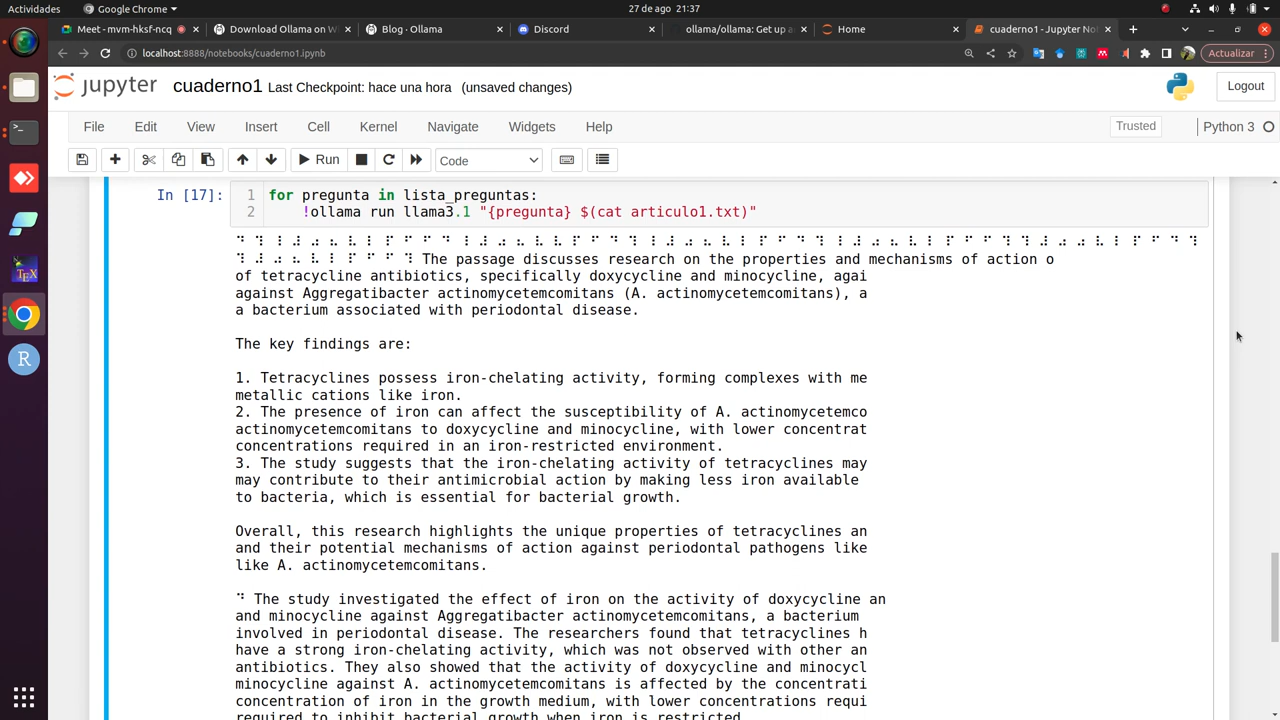 Actividades
Google Chrome
27 de ago 21:37
Meet - mvm-hksf-ncq
Download Ollama on W
Blog · Ollama
Discord
ollama/ollama: Get up a
Home
cuaderno1 - Jupyter No
localhost:8888/notebooks/cuaderno1.ipynb
Actualizar
jupyter cuaderno1 Last Checkpoint: hace una hora (unsaved changes)
Logout
File Edit View Insert Cell Kernel Navigate Widgets Help
Trusted
Python 3
Run
Code
In [17]: 1 for pregunta in lista_preguntas:
2 !ollama run llama3.1 "{pregunta} $(cat articulo1.txt)"
The passage discusses research on the properties and mechanisms of action o
of tetracycline antibiotics, specifically doxycycline and minocycline, agai
against Aggregatibacter actinomycetemcomitans (A. actinomycetemcomitans), a
a bacterium associated with periodontal disease.
The key findings are:
1. Tetracyclines possess iron-chelating activity, forming complexes with me
metallic cations like iron.
2. The presence of iron can affect the susceptibility of A. actinomycetemco
actinomycetemcomitans to doxycycline and minocycline, with lower concentrat
concentrations required in an iron-restricted environment.
3. The study suggests that the iron-chelating activity of tetracyclines may
may contribute to their antimicrobial action by making less iron available
to bacteria, which is essential for bacterial growth.
Overall, this research highlights the unique properties of tetracyclines an
and their potential mechanisms of action against periodontal pathogens like
like A. actinomycetemcomitans.
The study investigated the effect of iron on the activity of doxycycline an
and minocycline against Aggregatibacter actinomycetemcomitans, a bacterium
involved in periodontal disease. The researchers found that tetracyclines h
have a strong iron-chelating activity, which was not observed with other an
antibiotics. They also showed that the activity of doxycycline and minocycl
minocycline against A. actinomycetemcomitans is affected by the concentrati
concentration of iron in the growth medium, with lower concentrations requi
required to inhibit bacterial growth when iron is restricted